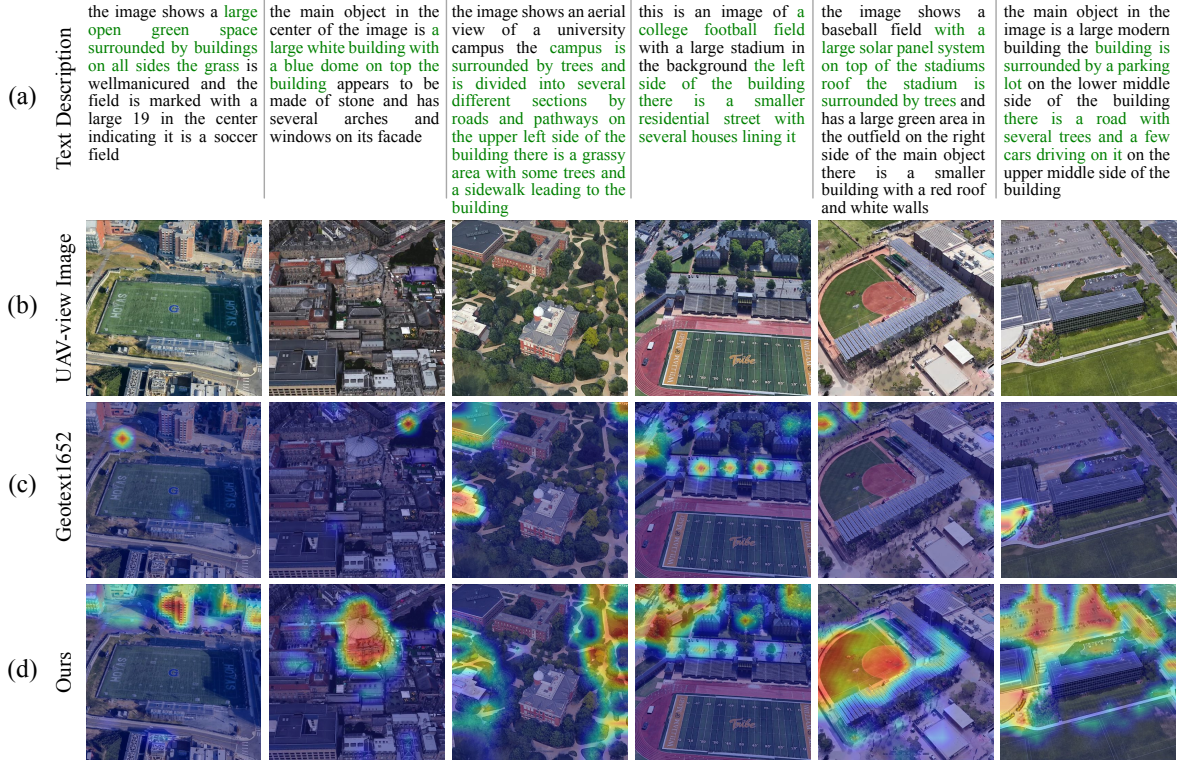 (a)
Text Description
the image shows a large
open green space
surrounded by buildings
on all sides the grass is
wellmanicured and the
field is marked with a
large 19 in the center
indicating it is a soccer
field
the main object in the
center of the image is a
large white building with
a blue dome on top the
building appears to be
made of stone and has
several arches and
windows on its facade
the image shows an aerial
view of a university
campus the campus is
surrounded by trees and
is divided into several
different sections by
roads and pathways on
the upper left side of the
building there is a grassy
area with some trees and
a sidewalk leading to the
building
this is an image of a
college football field
with a large stadium in
the background the left
side of the building
there is a smaller
residential street with
several houses lining it
the image shows a
baseball field with a
large solar panel system
on top of the stadiums
roof the stadium is
surrounded by trees and
has a large green area in
the outfield on the right
side of the main object
there is a smaller
building with a red roof
and white walls
the main object in the
image is a large modern
building the building is
surrounded by a parking
lot on the lower middle
side of the building
there is a road with
several trees and a few
cars driving on it on the
upper middle side of the
building
(b)
UAV-view Image
HOYAS
G
Tribe
(c)
Geotext1652
HOYAS
G
Tribe
(d)
Ours
HOYAS
Tribe